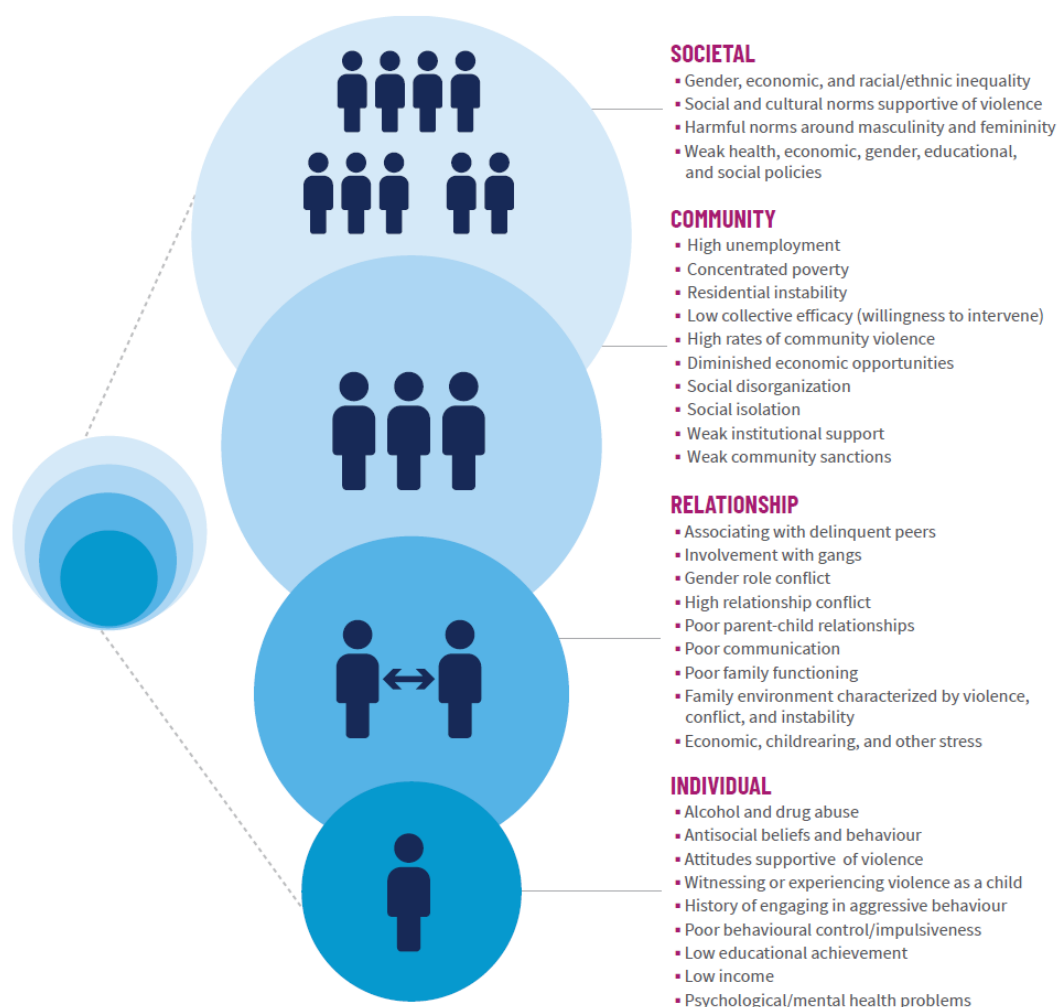 SOCIETAL
▪ Gender, economic, and racial/ethnic inequality
▪ Social and cultural norms supportive of violence
▪ Harmful norms around masculinity and femininity
▪ Weak health, economic, gender, educational,
and social policies
COMMUNITY
▪ High unemployment
▪ Concentrated poverty
▪ Residential instability
▪ Low collective efficacy (willingness to intervene)
▪ High rates of community violence
▪ Diminished economic opportunities
▪ Social disorganization
▪ Social isolation
▪ Weak institutional support
▪ Weak community sanctions
RELATIONSHIP
▪ Associating with delinquent peers
▪ Involvement with gangs
▪ Gender role conflict
▪ High relationship conflict
▪ Poor parent-child relationships
▪ Poor communication
▪ Poor family functioning
▪ Family environment characterized by violence,
conflict, and instability
▪ Economic, childrearing, and other stress
INDIVIDUAL
▪ Alcohol and drug abuse
▪ Antisocial beliefs and behaviour
▪ Attitudes supportive of violence
▪ Witnessing or experiencing violence as a child
▪ History of engaging in aggressive behaviour
▪ Poor behavioural control/impulsiveness
▪ Low educational achievement
▪ Low income
▪ Psychological/mental health problems